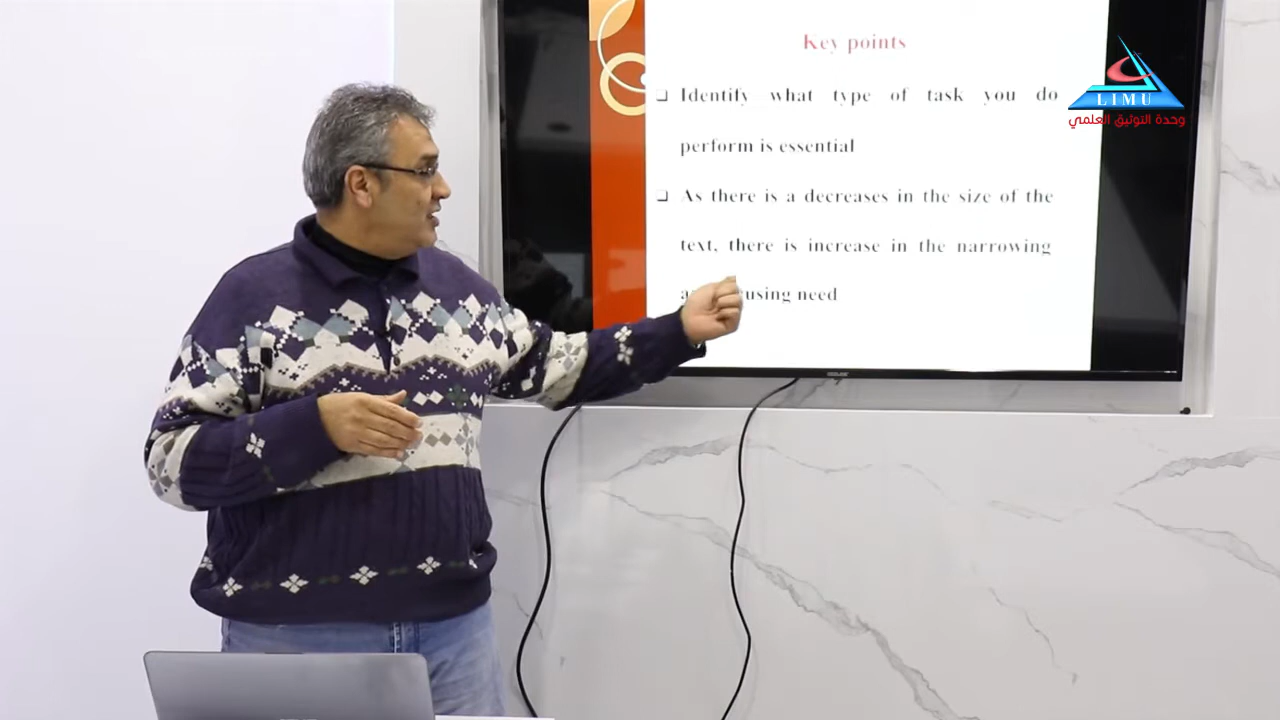 Key points
❑ Identify what type of task you do
perform is essential
❑ As there is a decreases in the size of the
text, there is increase in the narrowing
using need
LIMU
وحدة التوثيق العلمي